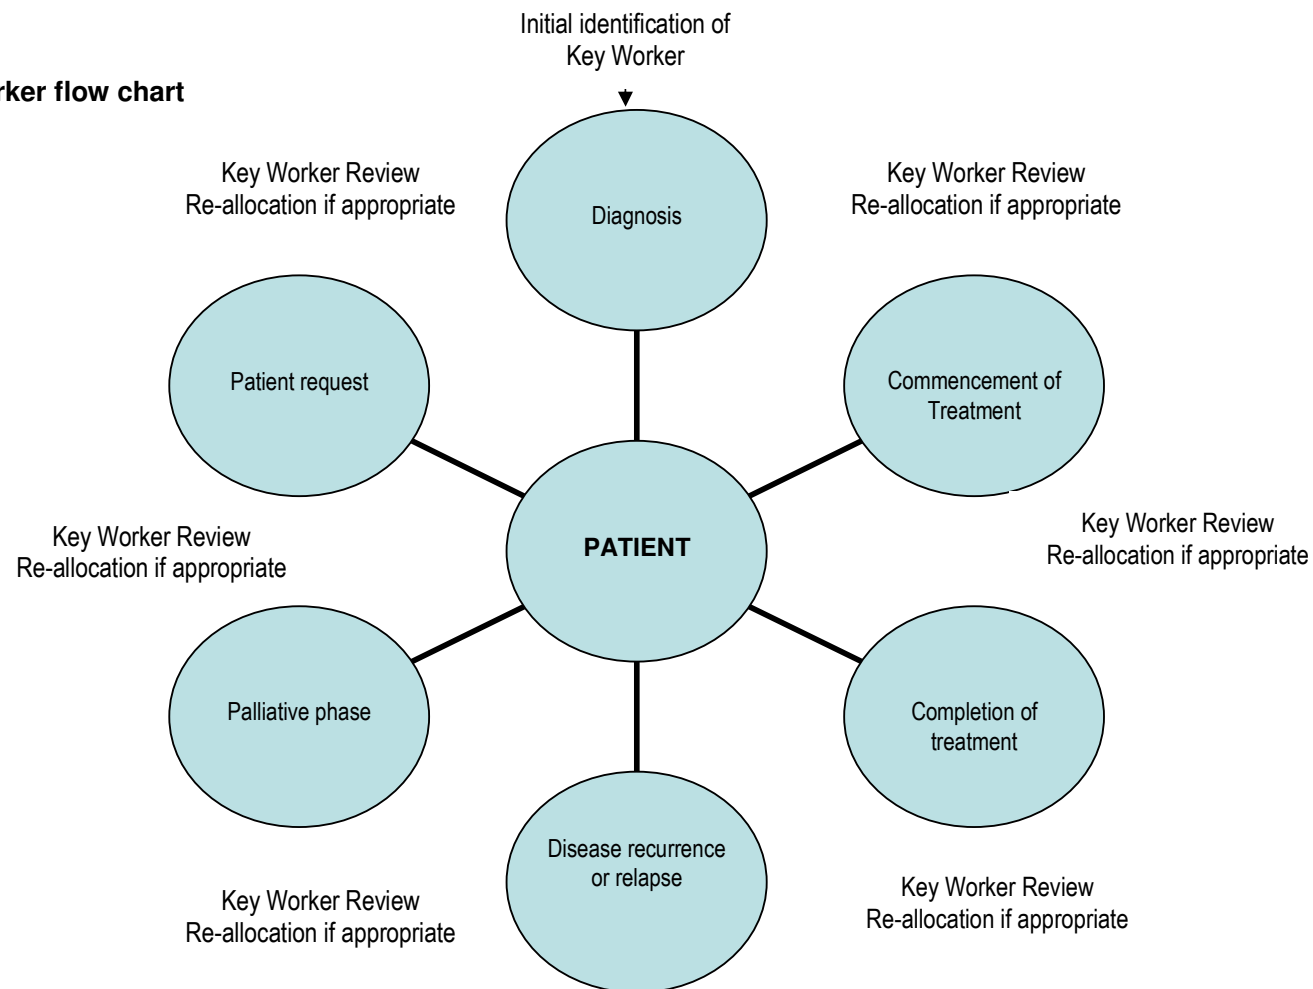 Initial identification of
Key Worker
rker flow chart
Key Worker Review
Re-allocation if appropriate
Key Worker Review
Re-allocation if appropriate
Diagnosis
Patient request
Commencement of
Treatment
Key Worker Review
Re-allocation if appropriate
PATIENT
Key Worker Review
Re-allocation if appropriate
Palliative phase
Completion of
treatment
Disease recurrence
or relapse
Key Worker Review
Re-allocation if appropriate
Key Worker Review
Re-allocation if appropriate